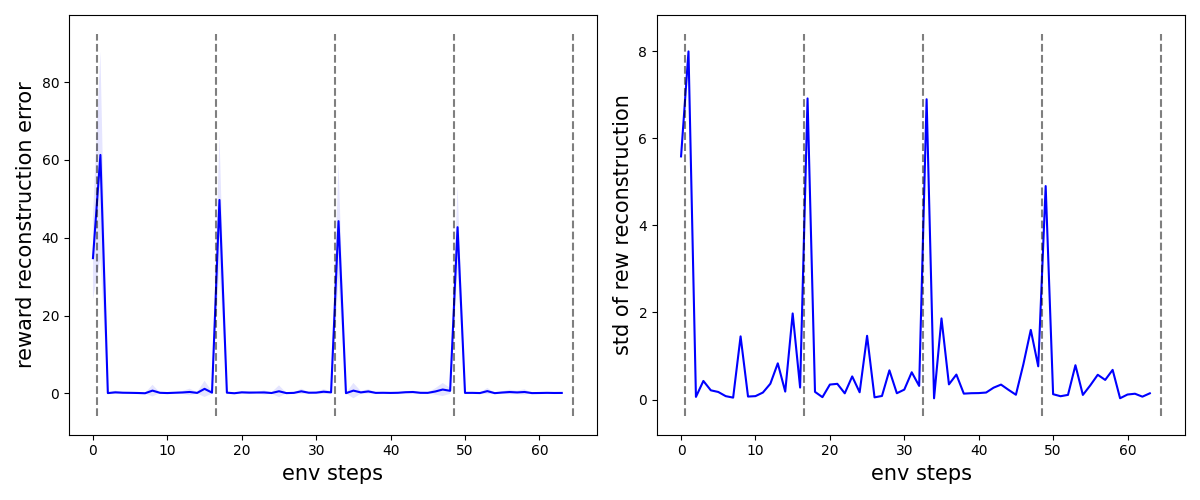 reward reconstruction error
80
60
40
20
0
0 10 20 30 40 50 60
env steps
std of rew reconstruction
8
6
4
2
0
0 10 20 30 40 50 60
env steps